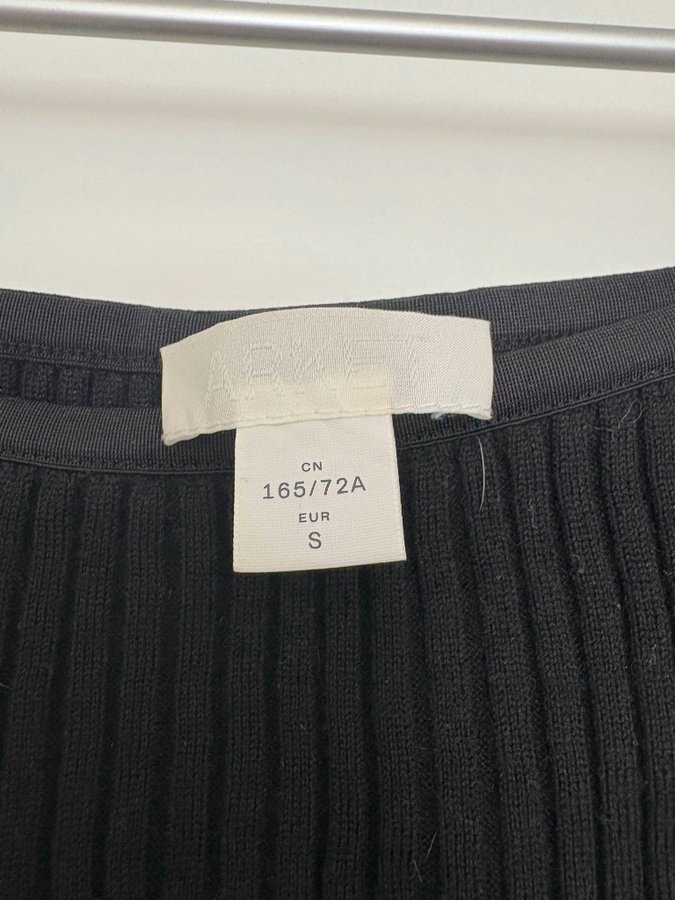 ARKET
CN
165/72A
EUR
S